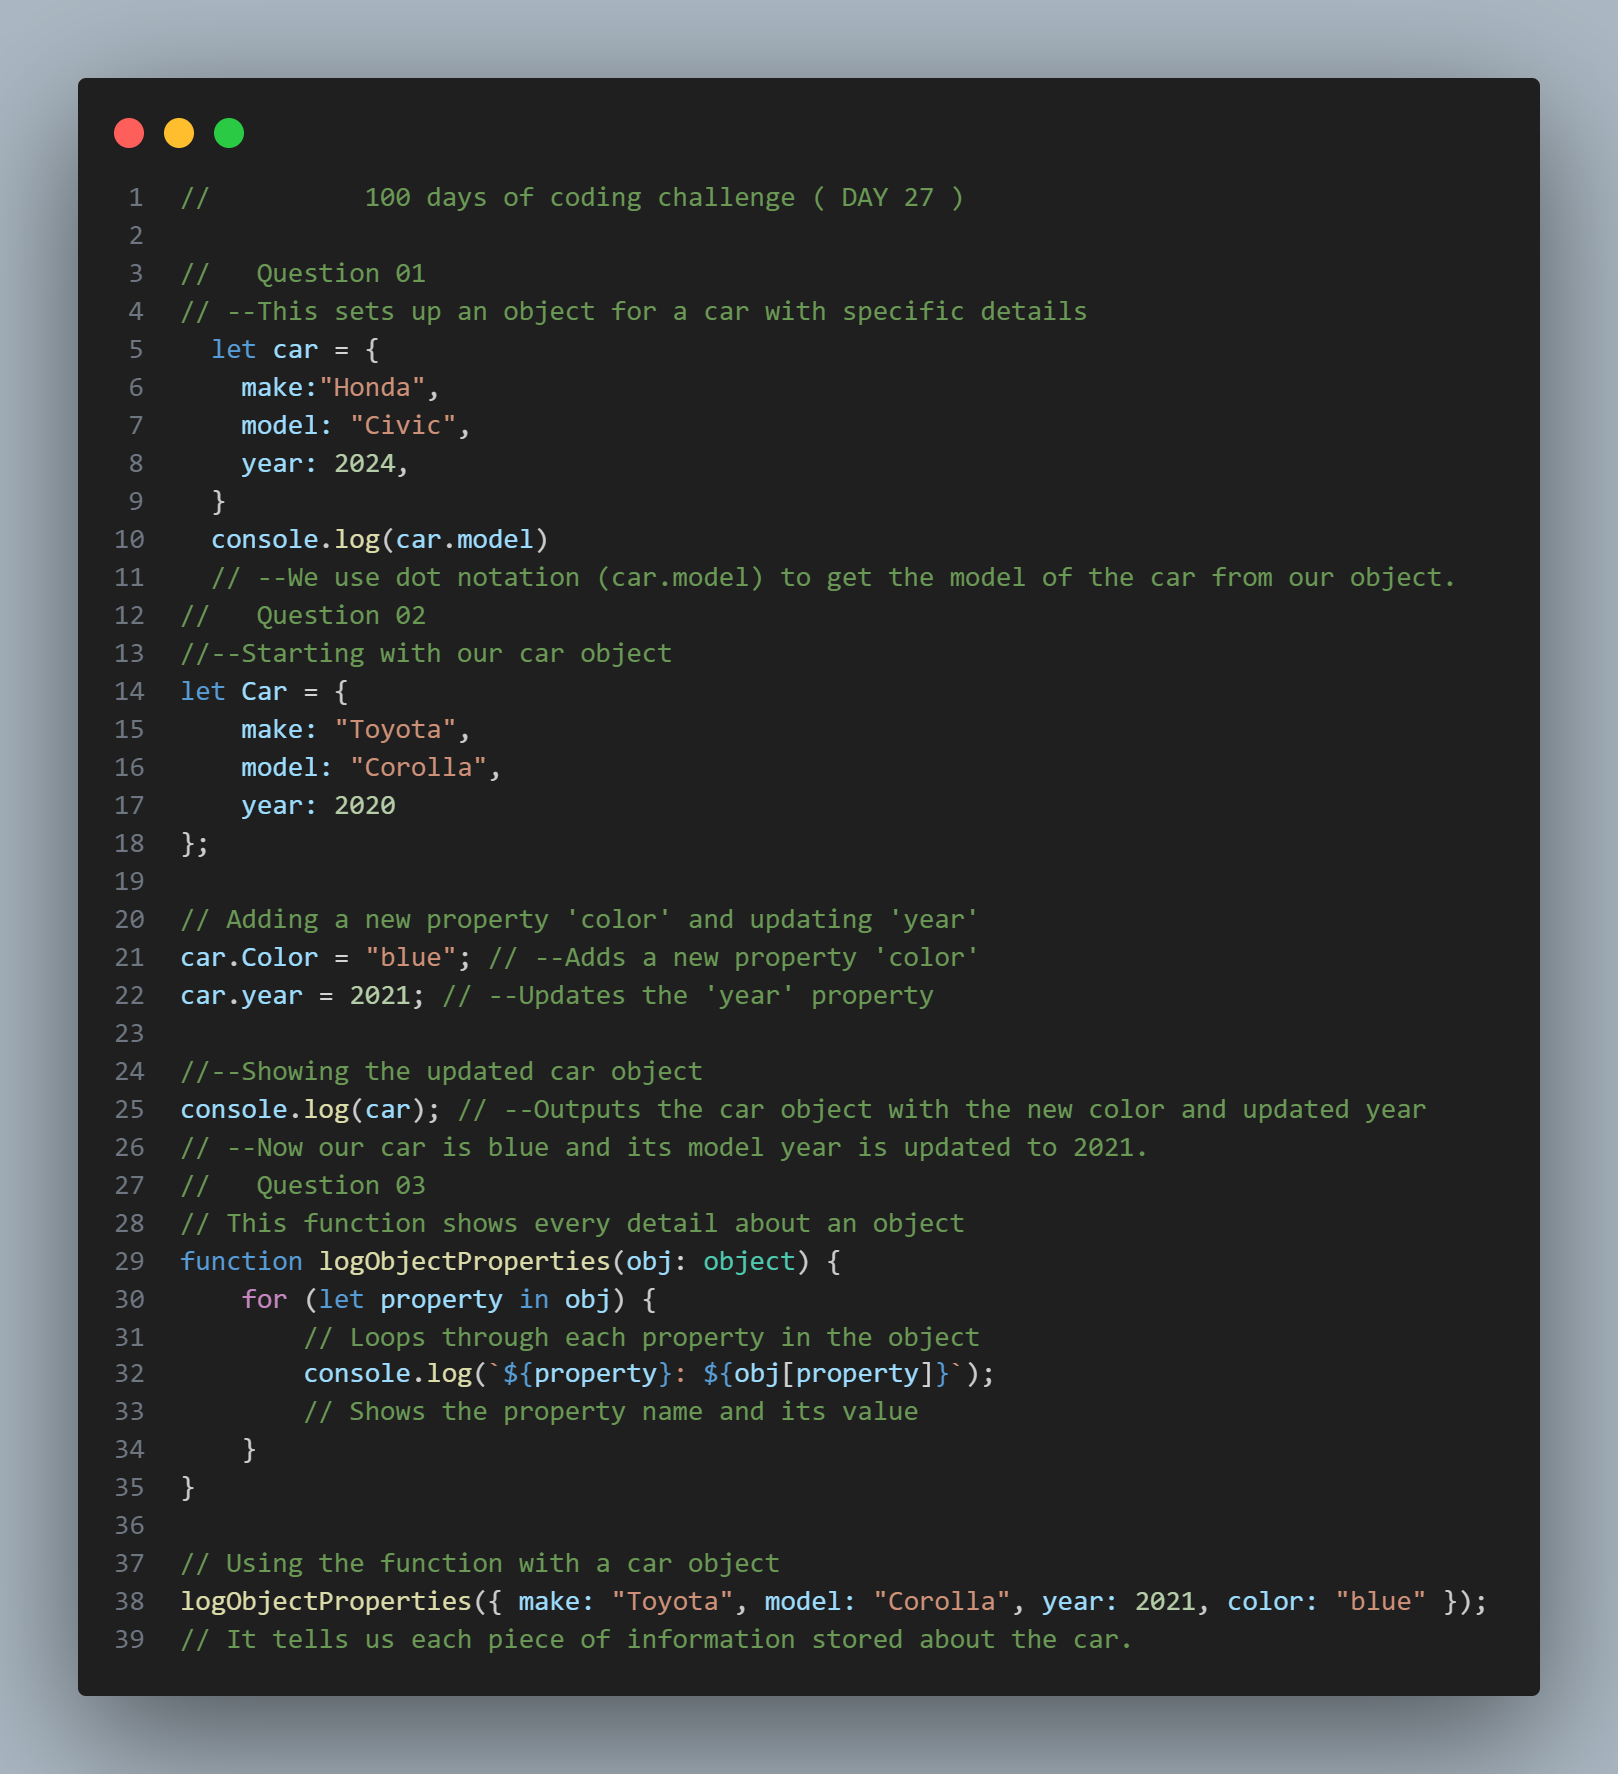 1 //          100 days of coding challenge ( DAY 27 )
2
3 //   Question 01
4 // --This sets up an object for a car with specific details
5   let car = {
6     make:"Honda",
7     model: "Civic",
8     year: 2024,
9   }
10   console.log(car.model)
11   // --We use dot notation (car.model) to get the model of the car from our object.
12 //   Question 02
13 //--Starting with our car object
14 let Car = {
15     make: "Toyota",
16     model: "Corolla",
17     year: 2020
18 };
19
20 // Adding a new property 'color' and updating 'year'
21 car.Color = "blue"; // --Adds a new property 'color'
22 car.year = 2021; // --Updates the 'year' property
23
24 //--Showing the updated car object
25 console.log(car); // --Outputs the car object with the new color and updated year
26 // --Now our car is blue and its model year is updated to 2021.
27 //   Question 03
28 // This function shows every detail about an object
29 function logObjectProperties(obj: object) {
30     for (let property in obj) {
31         // Loops through each property in the object
32         console.log(`${property}: ${obj[property]}`);
33         // Shows the property name and its value
34     }
35 }
36
37 // Using the function with a car object
38 logObjectProperties({ make: "Toyota", model: "Corolla", year: 2021, color: "blue" });
39 // It tells us each piece of information stored about the car.